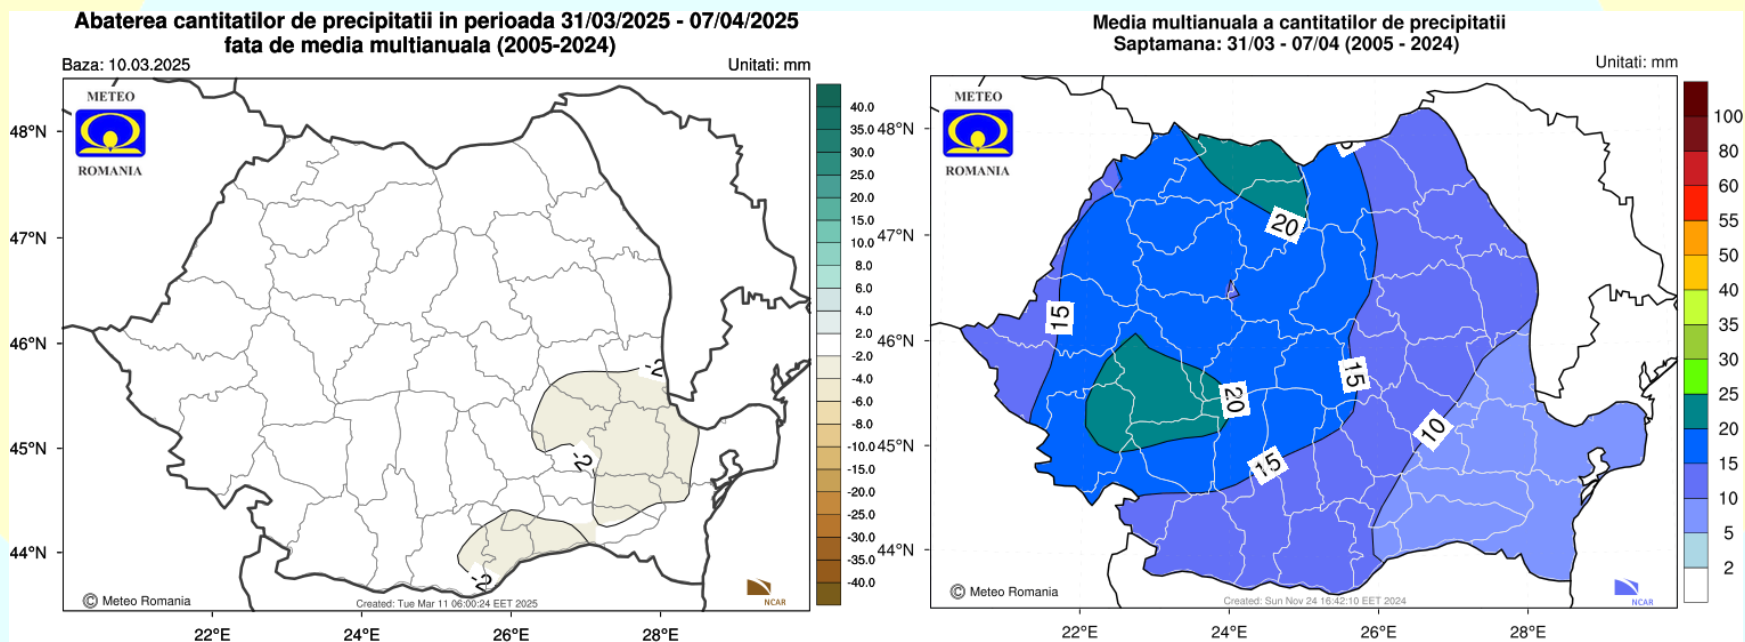 Abaterea cantitatilor de precipitatii in perioada 31/03/2025 - 07/04/2025
fata de media multianuala (2005-2024)
Baza: 10.03.2025
Unitati: mm
METEO
ROMANIA
48°N
47°N
46°N
45°N
44°N
22°E
24°E
26°E
28°E
-2
-2
-2
© Meteo Romania
Created: Tue Mar 11 06:00:24 EET 2025
NCAR
40.0
35.0
30.0
25.0
20.0
15.0
10.0
8.0
6.0
4.0
2.0
-2.0
-4.0
-6.0
-8.0
-10.0
-15.0
-20.0
-25.0
-30.0
-35.0
-40.0
Media multianuala a cantitatilor de precipitatii
Saptamana: 31/03 - 07/04 (2005 - 2024)
Unitati: mm
METEO
ROMANIA
48°N
47°N
46°N
45°N
44°N
22°E
24°E
26°E
28°E
20
15
15
20
10
15
© Meteo Romania
Created: Sun Nov 24 16:42:10 EET 2024
NCAR
100
80
60
55
50
40
35
30
25
20
15
10
5
2